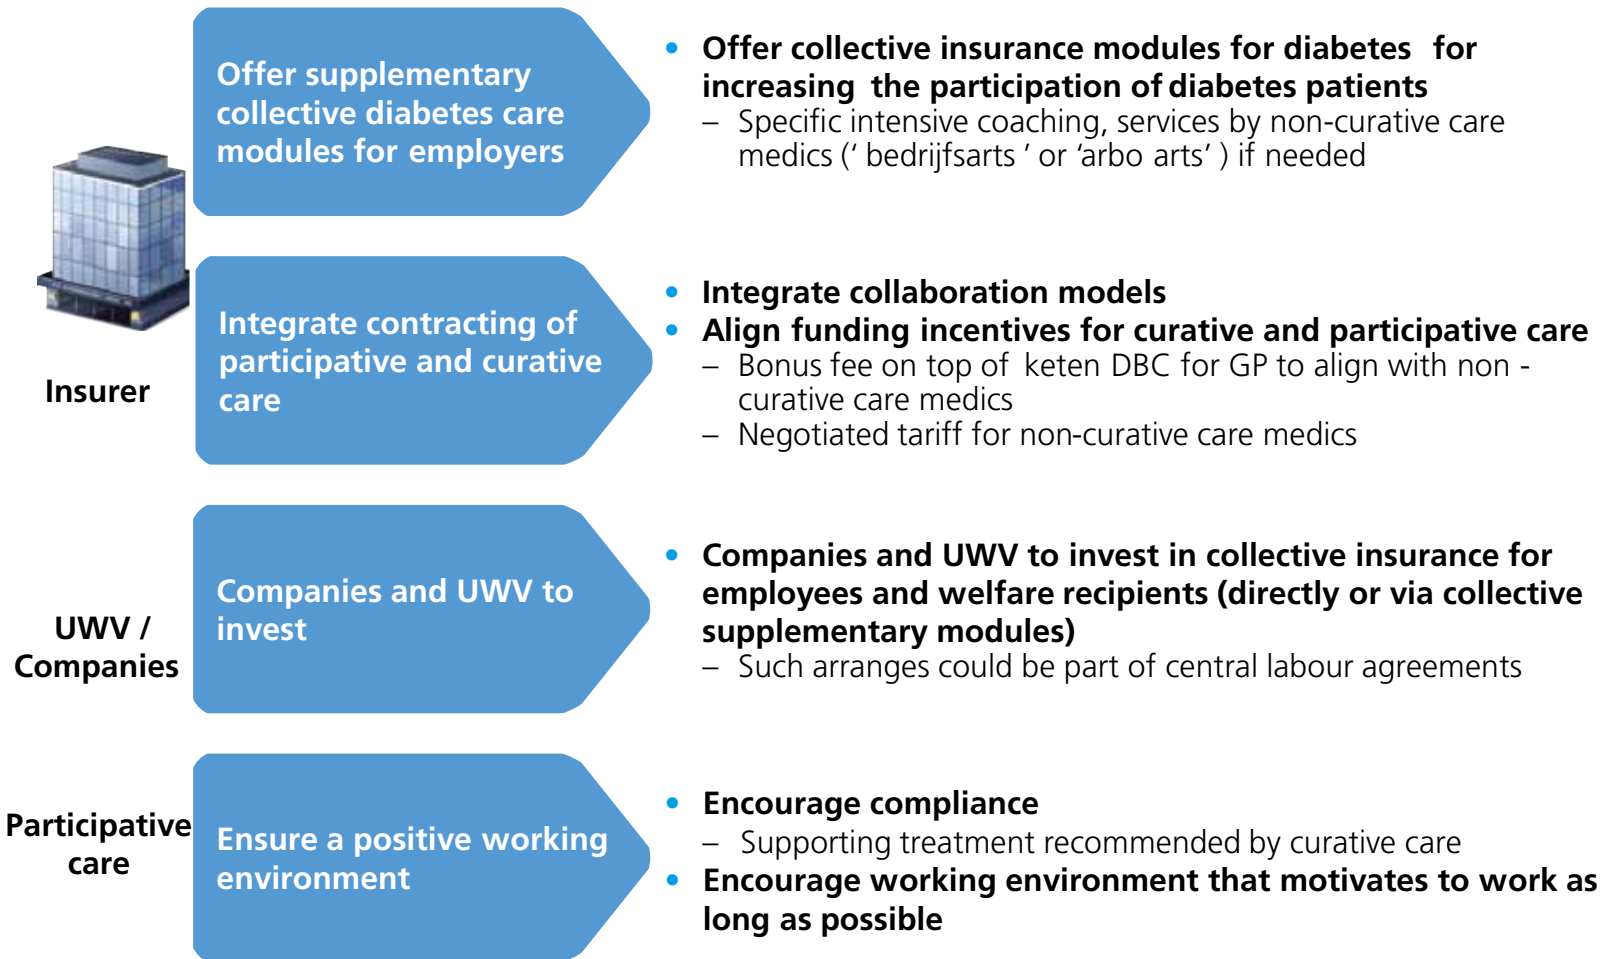 Offer supplementary
collective diabetes care
modules for employers
• Offer collective insurance modules for diabetes for
increasing the participation of diabetes patients
– Specific intensive coaching, services by non-curative care
medics (‘ bedrijfsarts ’ or ‘arbo arts’ ) if needed
Insurer
Integrate contracting of
participative and curative
care
• Integrate collaboration models
• Align funding incentives for curative and participative care
– Bonus fee on top of keten DBC for GP to align with non -
curative care medics
– Negotiated tariff for non-curative care medics
UWV /
Companies
Companies and UWV to
invest
• Companies and UWV to invest in collective insurance for
employees and welfare recipients (directly or via collective
supplementary modules)
– Such arranges could be part of central labour agreements
Participative
care
Ensure a positive working
environment
• Encourage compliance
– Supporting treatment recommended by curative care
• Encourage working environment that motivates to work as
long as possible